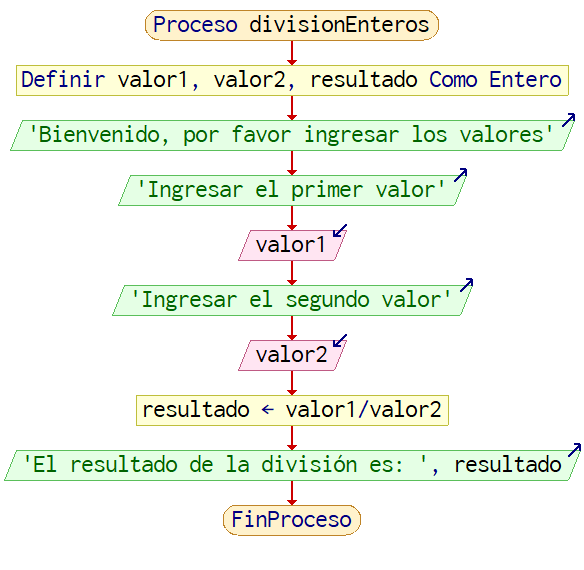 Proceso divisionEnteros
Definir valor1, valor2, resultado Como Entero
'Bienvenido, por favor ingresar los valores'
'Ingresar el primer valor'
valor1
'Ingresar el segundo valor'
valor2
resultado ← valor1/valor2
'El resultado de la división es: ', resultado
FinProceso